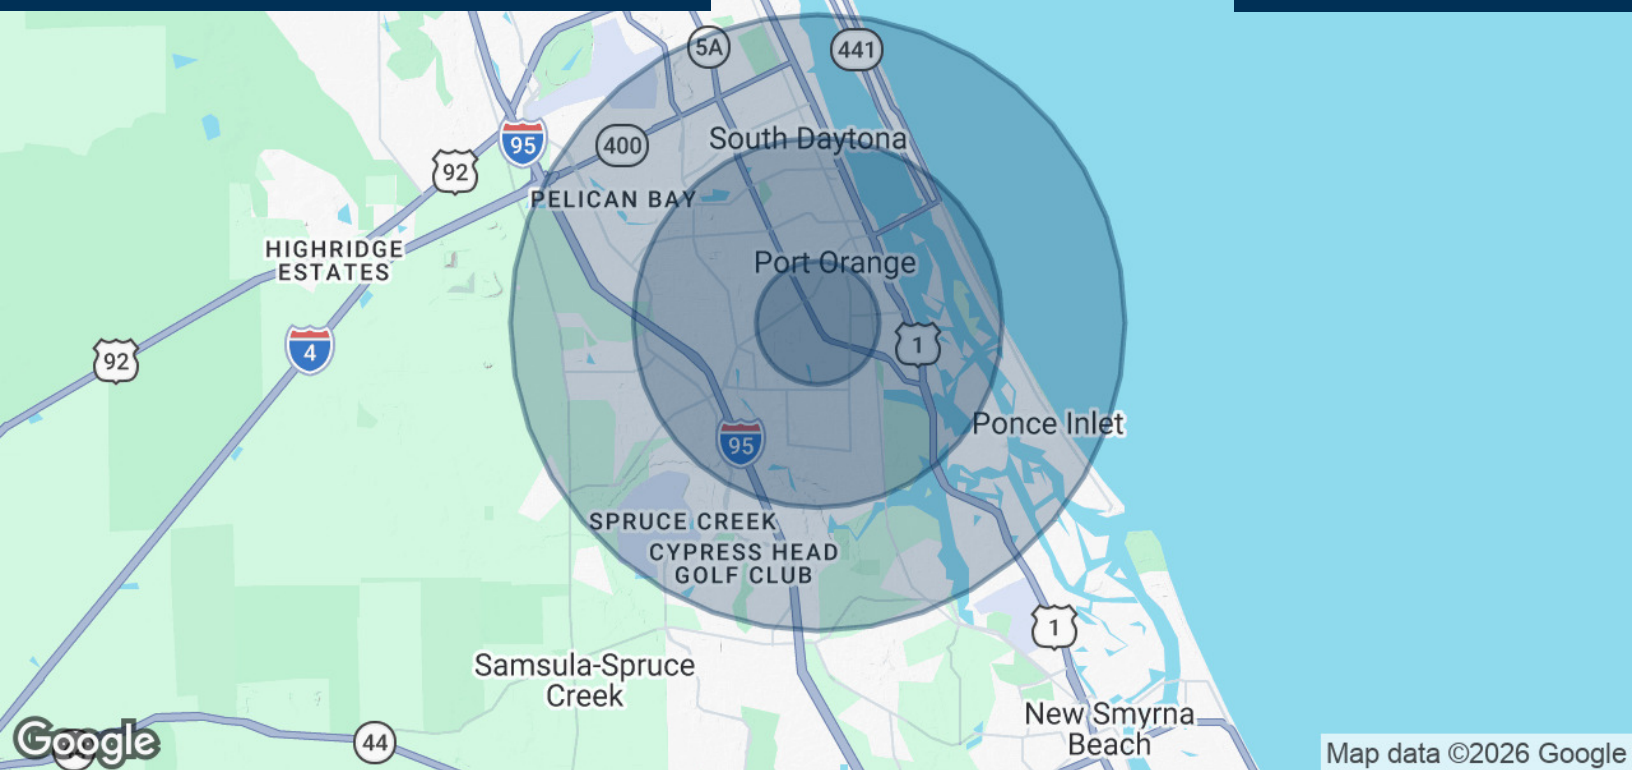 5A
441
95
400
South Daytona
92
PELICAN BAY
HIGHRIDGE
ESTATES
Port Orange
92
4
1
Ponce Inlet
95
SPRUCE CREEK
CYPRESS HEAD
GOLF CLUB
1
Samsula-Spruce
Creek
New Smyrna
Beach
44
Google
Map data ©2026 Google